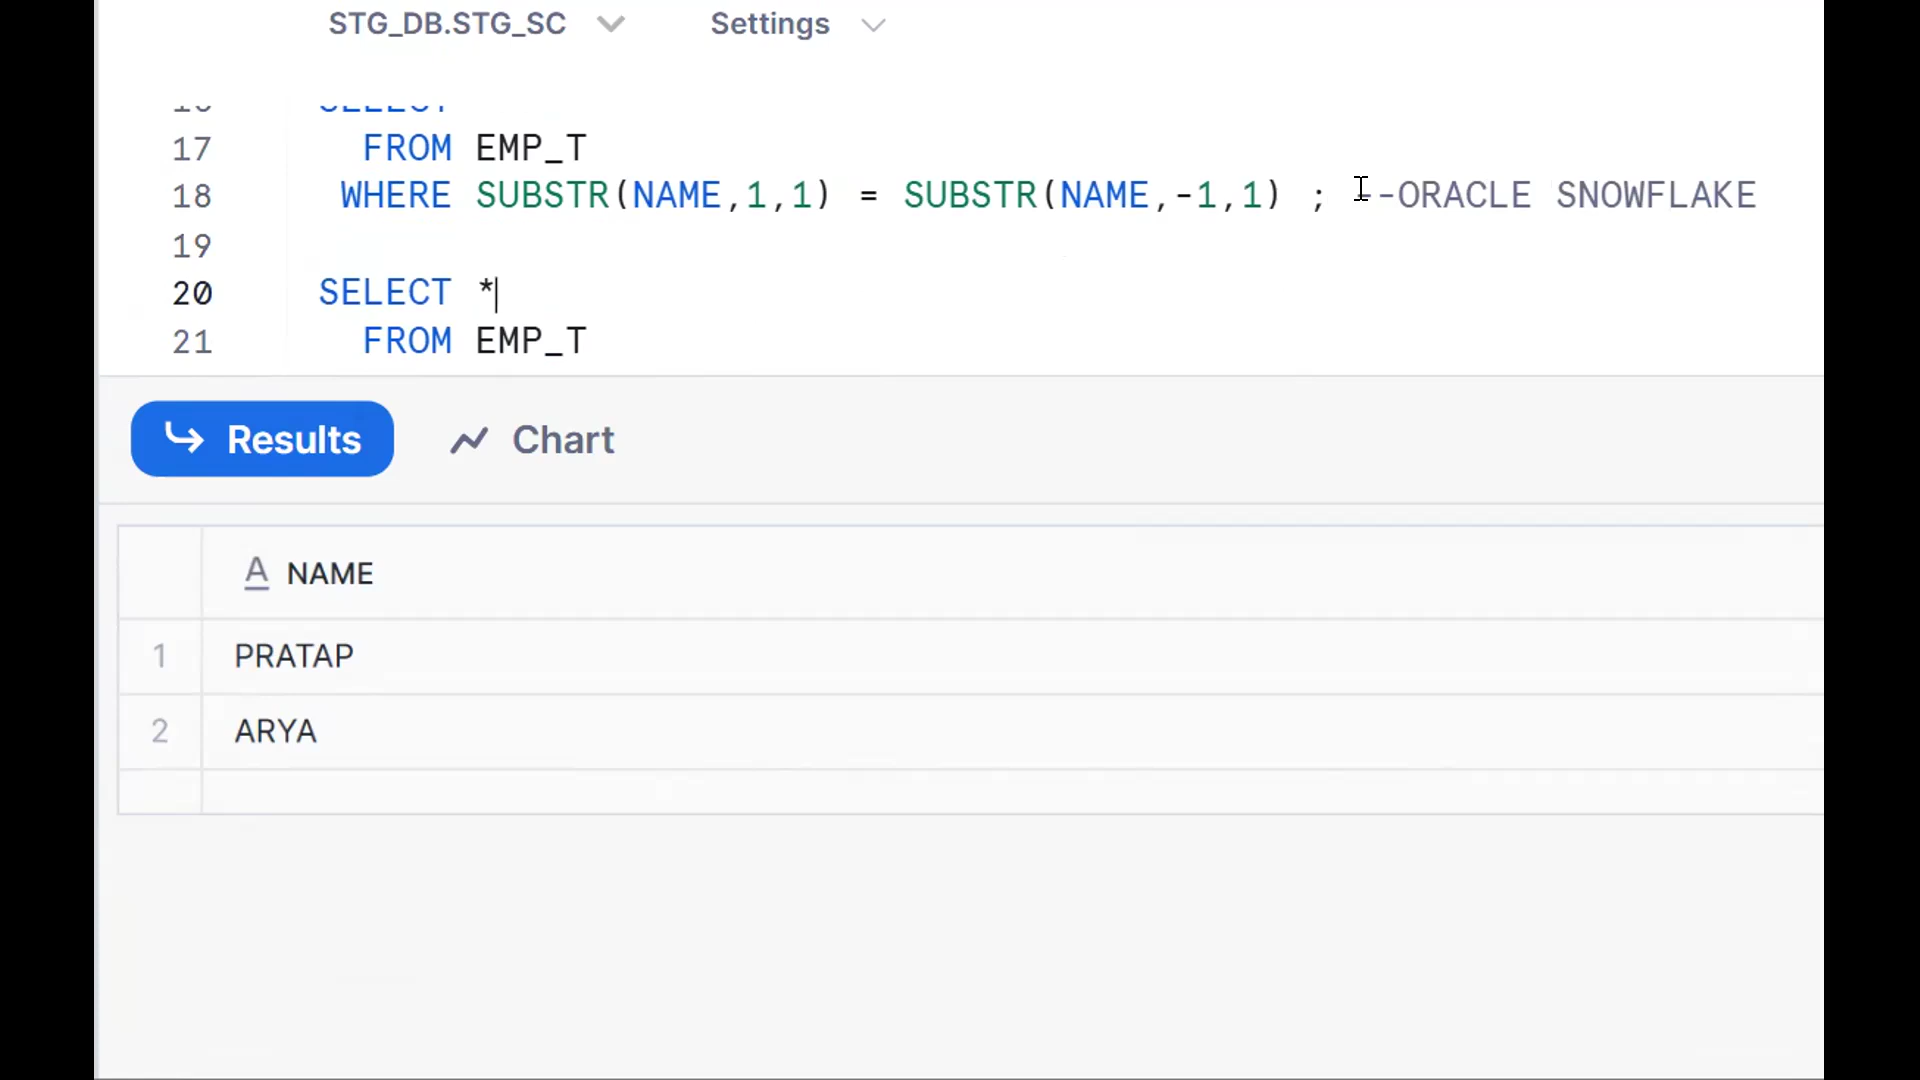 STG_DB.STG_SC Settings
17 FROM EMP_T
18 WHERE SUBSTR(NAME,1,1) = SUBSTR(NAME,-1,1) ; --ORACLE SNOWFLAKE
19
20 SELECT *
21 FROM EMP_T
Results Chart
A NAME
1 PRATAP
2 ARYA